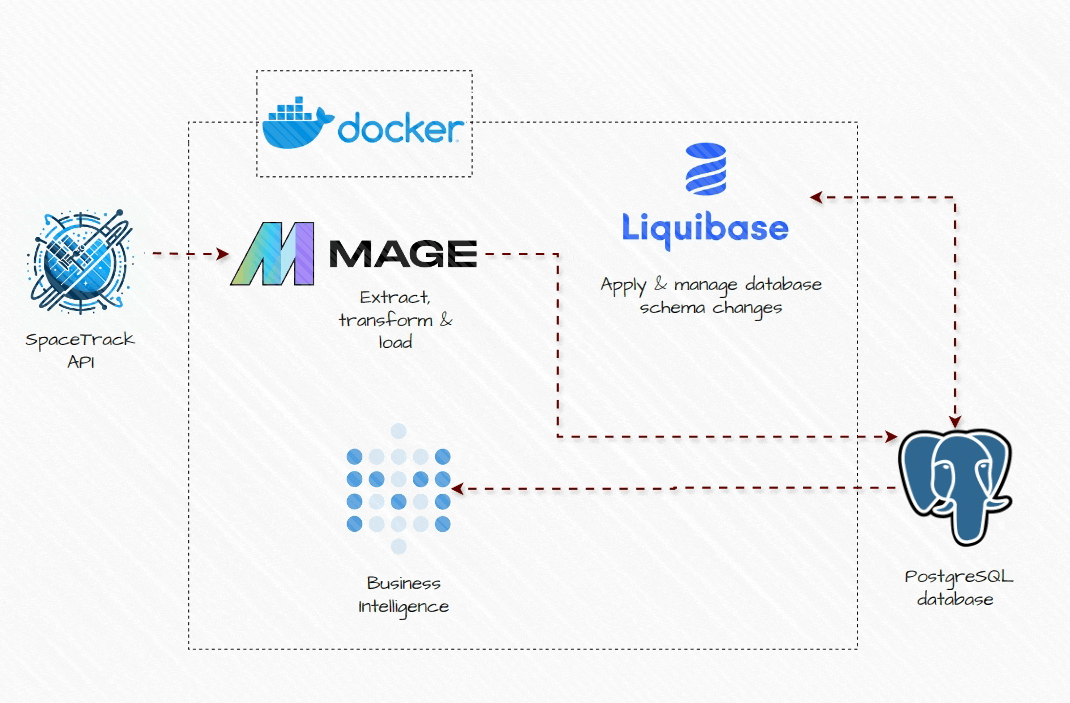 docker
Liquibase
MAGE
Apply & manage database
schema changes
Extract,
transform &
load
SpaceTrack
API
Business
Intelligence
PostgreSQL
database